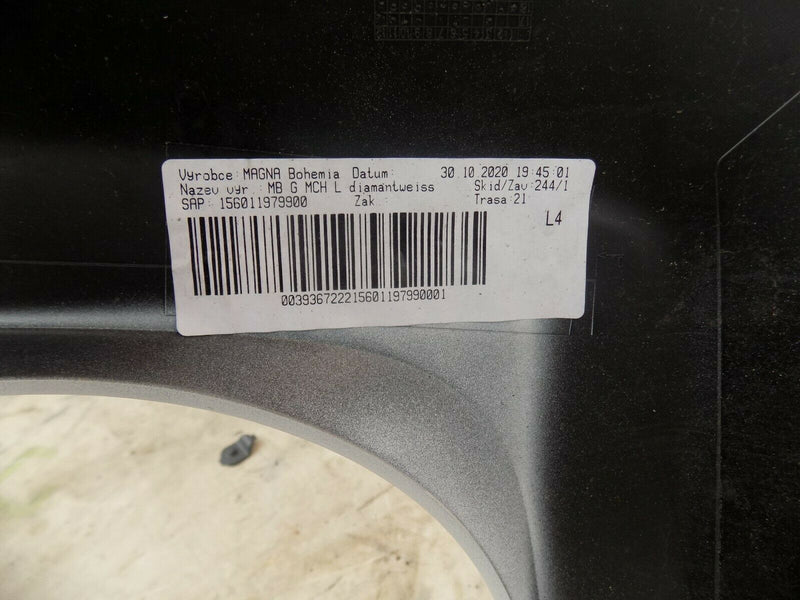 Vyrobce: MAGNA Bohemia Datum: 30.10.2020 19:45:01
Nazev vyr.: MB G MCH L diamantweiss Skid/Zav:244/1
SAP: 156011979900 Zak.: Trasa:21
L4
003936722215601197990001